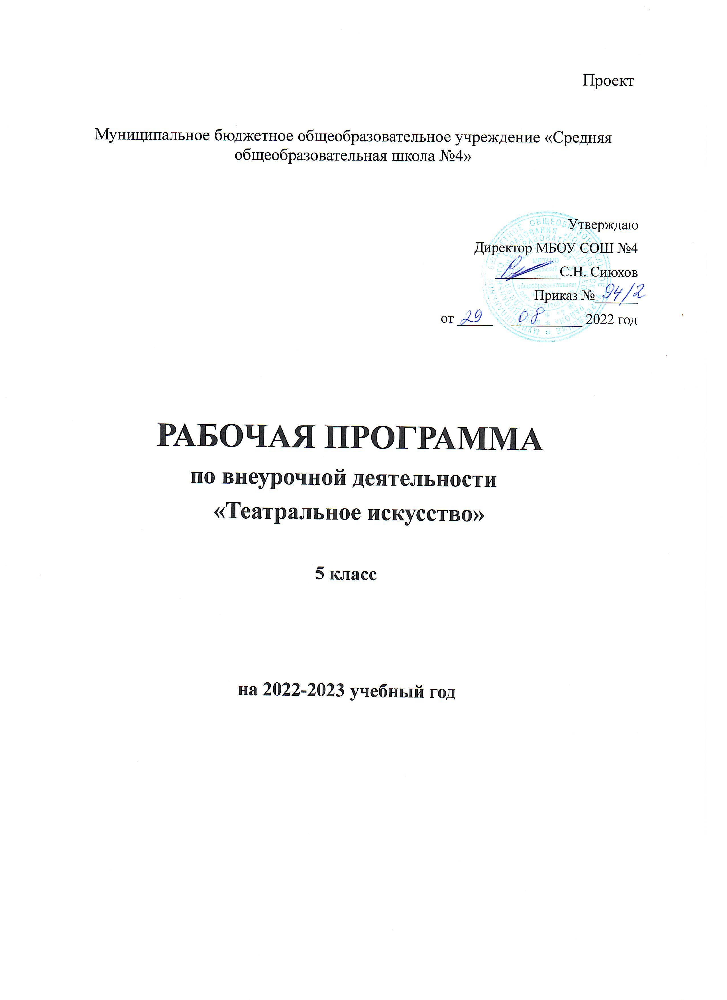 Проект
Муниципальное бюджетное общеобразовательное учреждение «Средняя
общеобразовательная школа №4»
Утверждаю
Директор МБОУ СОШ №4
_________С.Н. Сиюхов
Приказ № 94/2
от 29 08 2022 год
РАБОЧАЯ ПРОГРАММА
по внеурочной деятельности
«Театральное искусство»
5 класс
на 2022-2023 учебный год